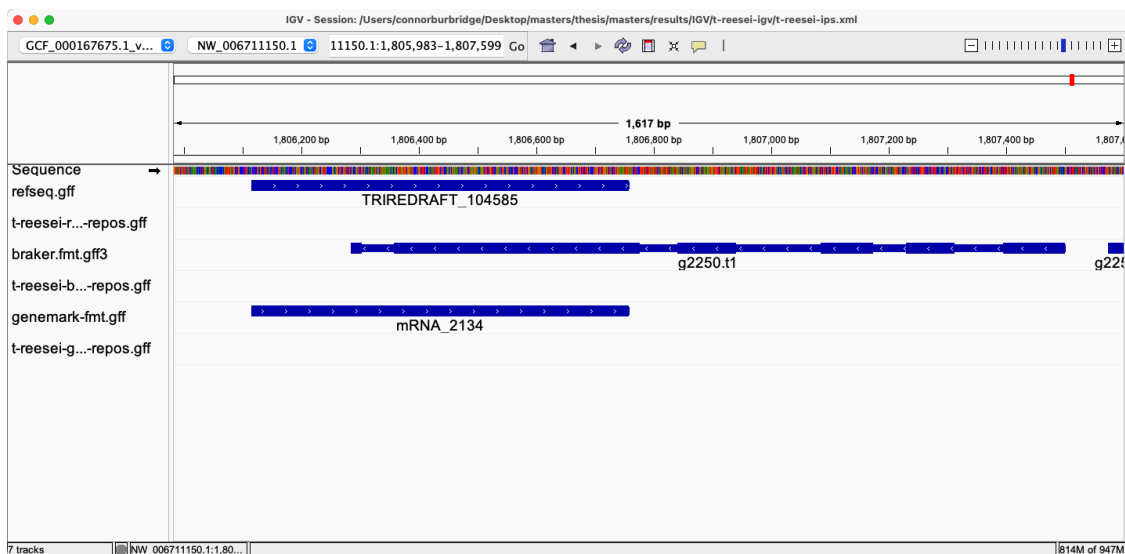 IGV - Session: /Users/connorburbridge/Desktop/masters/thesis/masters/results/IGV/t-reesei-igv/t-reesei-ips.xml
GCF_000167675.1_v... NW_006711150.1 11150.1:1,805,983-1,807,599 Go
1,617 bp
1,806,200 bp 1,806,400 bp 1,806,600 bp 1,806,800 bp 1,807,000 bp 1,807,200 bp 1,807,400 bp 1,807,
Sequence
refseq.gff
TRIREDRAFT_104585
t-reesei-r...-repos.gff
braker.fmt.gff3
g2250.t1 g225
t-reesei-b...-repos.gff
genemark-fmt.gff
mRNA_2134
t-reesei-g...-repos.gff
7 tracks NW_006711150.1:1,80... 814M of 947M